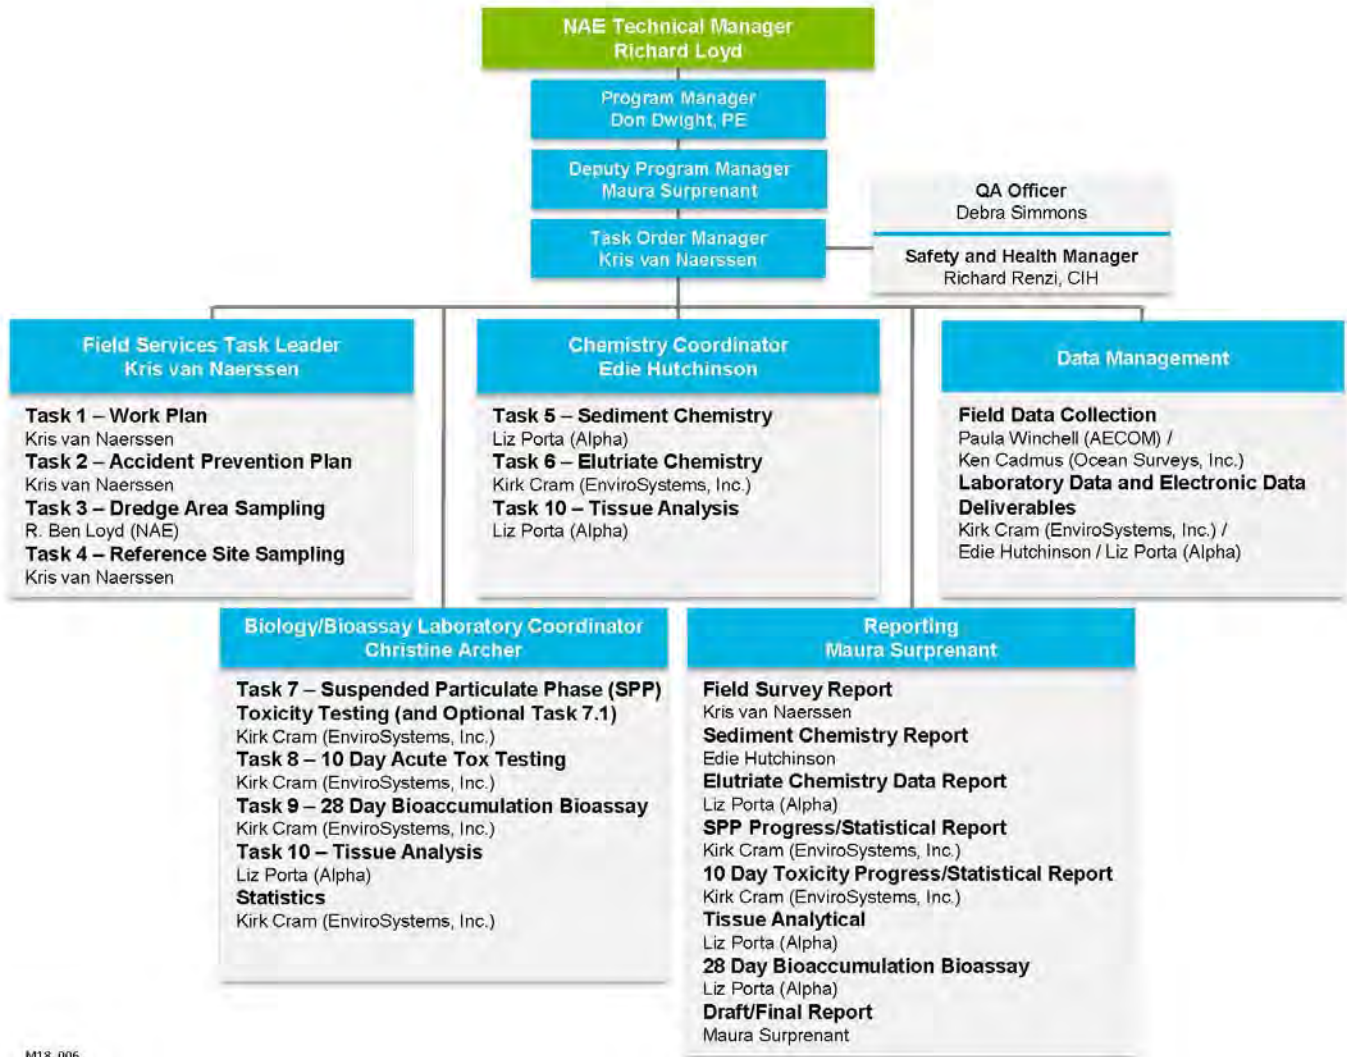 NAE Technical Manager
Richard Loyd
Program Manager
Don Dwight, PE
Deputy Program Manager
Maura Surprenant
QA Officer
Debra Simmons
Task Order Manager
Kris van Naerssen
Safety and Health Manager
Richard Renzi, CIH
Field Services Task Leader
Kris van Naerssen
Task 1 – Work Plan
Kris van Naerssen
Task 2 – Accident Prevention Plan
Kris van Naerssen
Task 3 – Dredge Area Sampling
R. Ben Loyd (NAE)
Task 4 – Reference Site Sampling
Kris van Naerssen
Chemistry Coordinator
Edie Hutchinson
Task 5 – Sediment Chemistry
Liz Porta (Alpha)
Task 6 – Elutriate Chemistry
Kirk Cram (EnviroSystems, Inc.)
Task 10 – Tissue Analysis
Liz Porta (Alpha)
Data Management
Field Data Collection
Paula Winchell (AECOM) /
Ken Cadmus (Ocean Surveys, Inc.)
Laboratory Data and Electronic Data
Deliverables
Kirk Cram (EnviroSystems, Inc.) /
Edie Hutchinson / Liz Porta (Alpha)
Biology/Bioassay Laboratory Coordinator
Christine Archer
Task 7 – Suspended Particulate Phase (SPP)
Toxicity Testing (and Optional Task 7.1)
Kirk Cram (EnviroSystems, Inc.)
Task 8 – 10 Day Acute Tox Testing
Kirk Cram (EnviroSystems, Inc.)
Task 9 – 28 Day Bioaccumulation Bioassay
Kirk Cram (EnviroSystems, Inc.)
Task 10 – Tissue Analysis
Liz Porta (Alpha)
Statistics
Kirk Cram (EnviroSystems, Inc.)
Reporting
Maura Surprenant
Field Survey Report
Kris van Naerssen
Sediment Chemistry Report
Edie Hutchinson
Elutriate Chemistry Data Report
Liz Porta (Alpha)
SPP Progress/Statistical Report
Kirk Cram (EnviroSystems, Inc.)
10 Day Toxicity Progress/Statistical Report
Kirk Cram (EnviroSystems, Inc.)
Tissue Analytical
Liz Porta (Alpha)
28 Day Bioaccumulation Bioassay
Liz Porta (Alpha)
Draft/Final Report
Maura Surprenant
M18_006